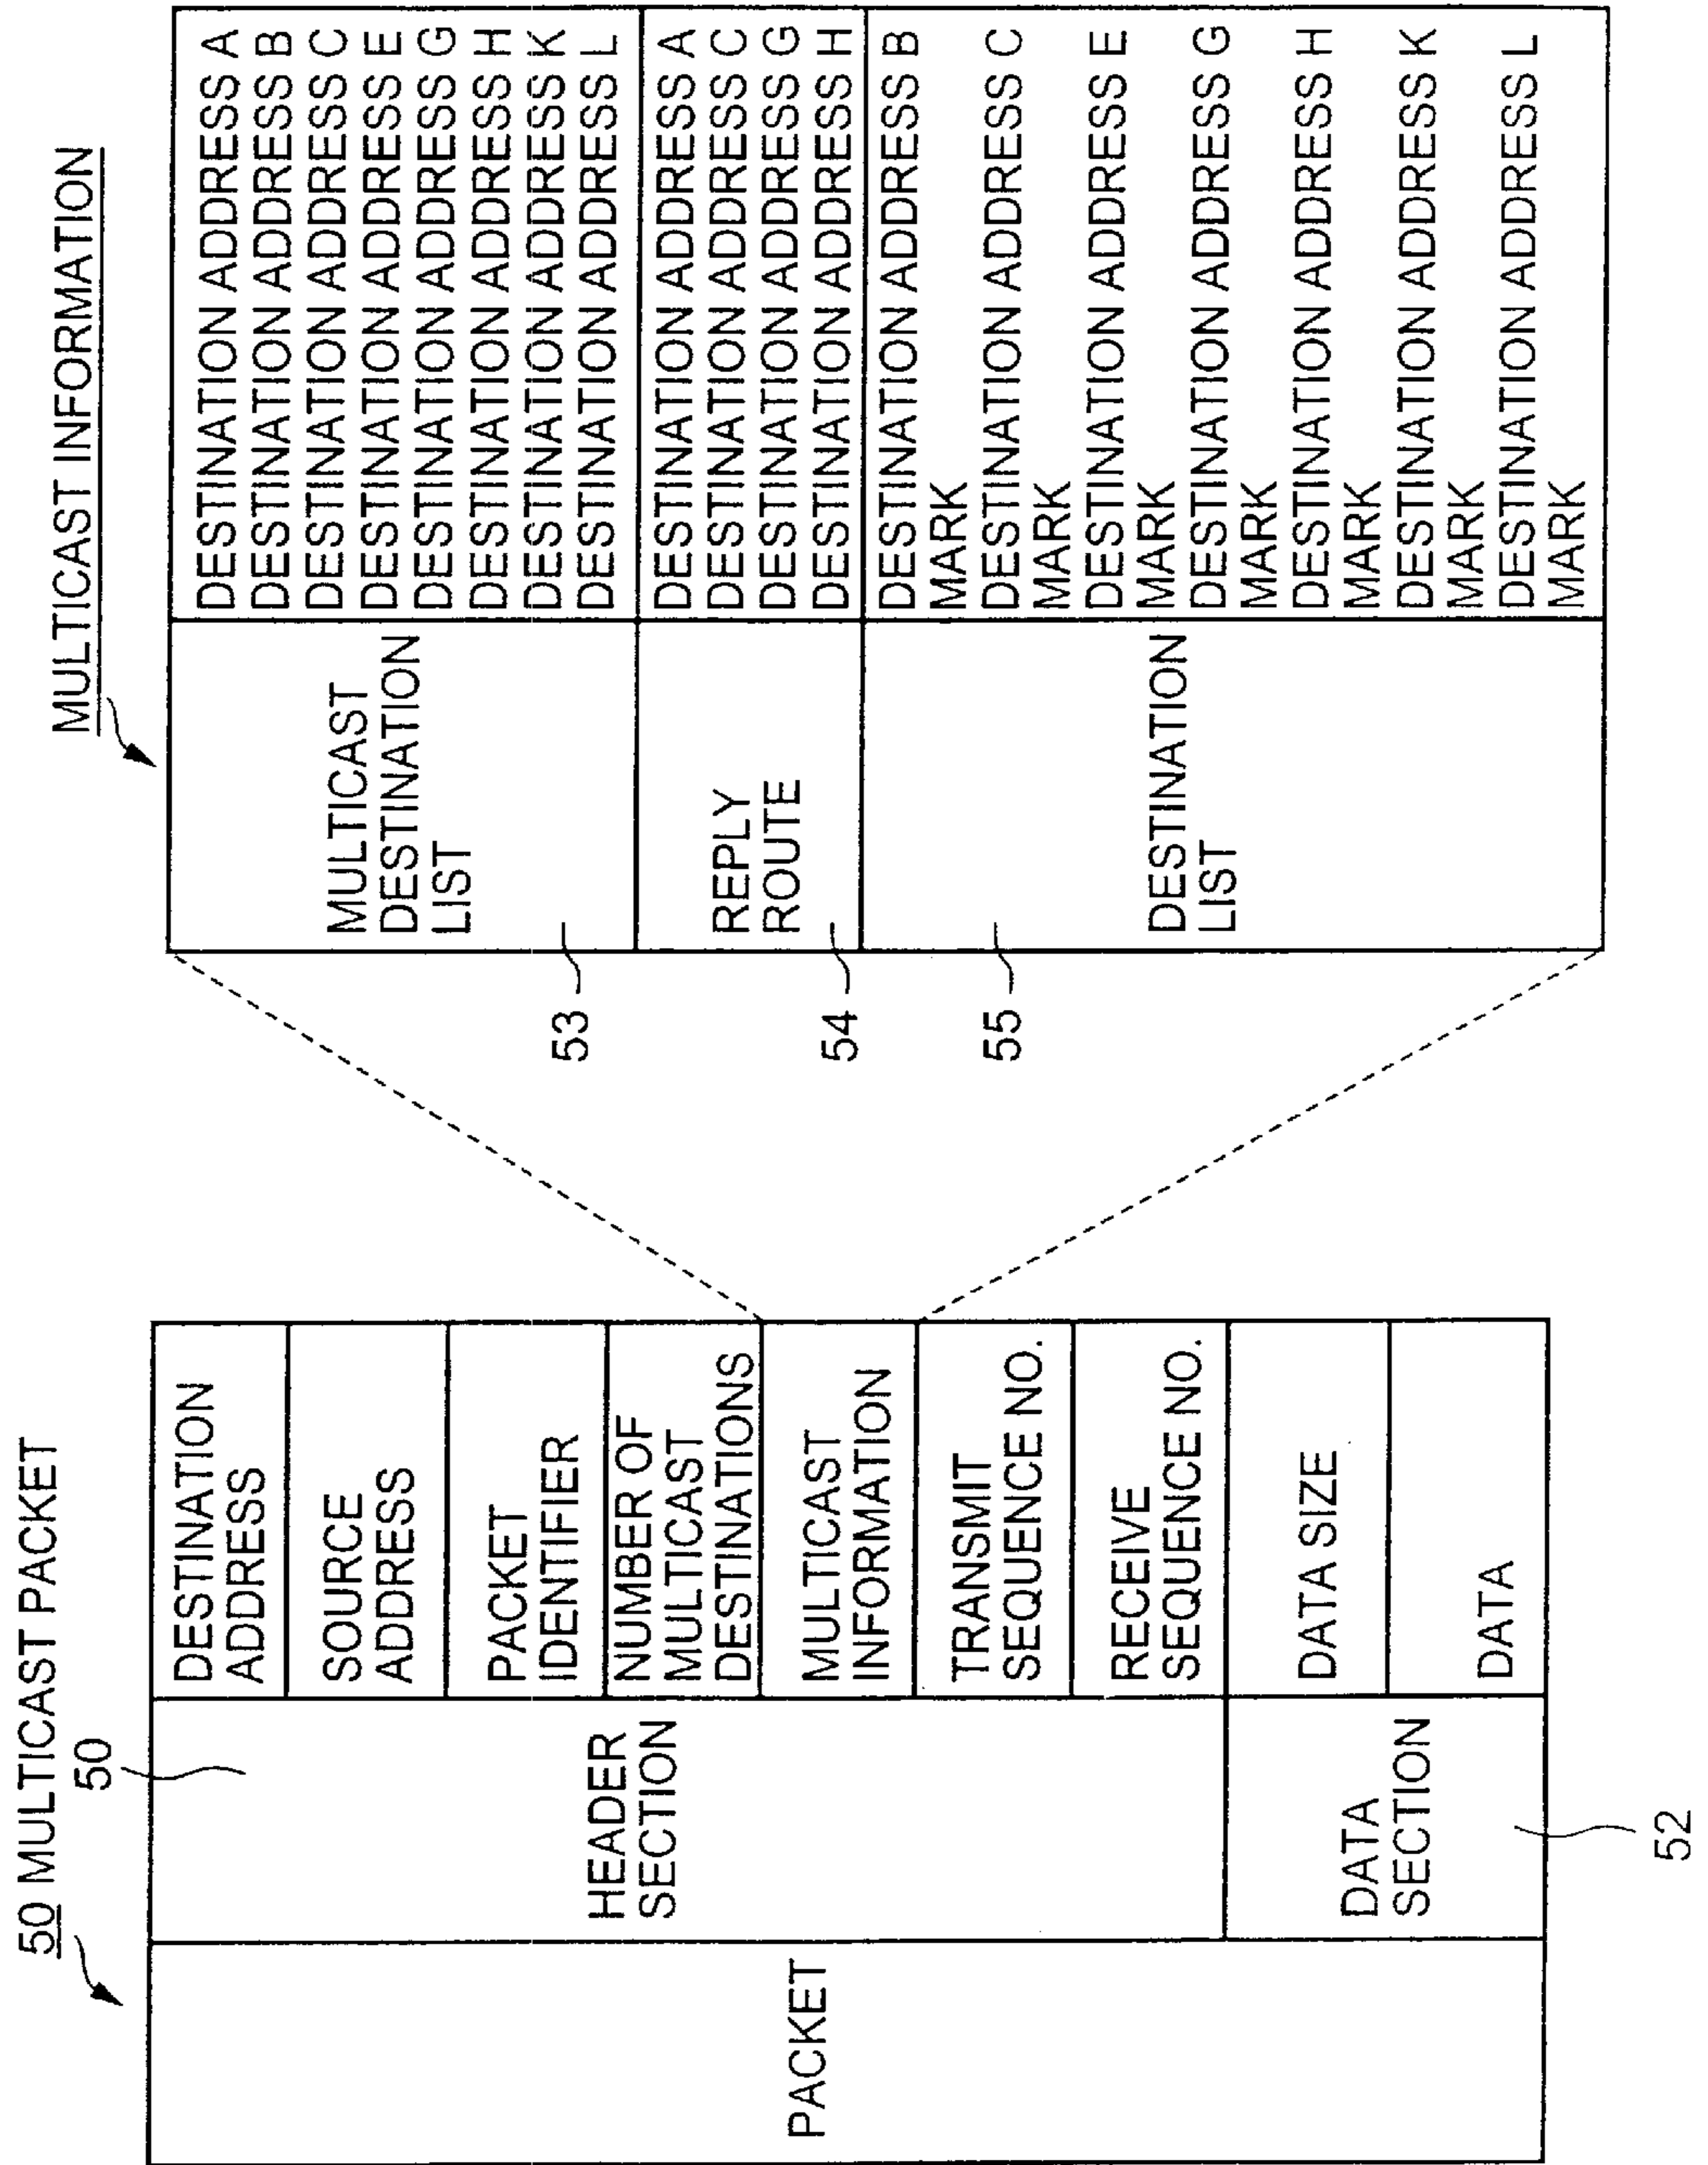 50 MULTICAST PACKET
50
PACKET
HEADER
SECTION
DATA
SECTION
52
DESTINATION
ADDRESS
SOURCE
ADDRESS
PACKET
IDENTIFIER
NUMBER OF
MULTICAST
DESTINATIONS
MULTICAST
INFORMATION
TRANSMIT
SEQUENCE NO.
RECEIVE
SEQUENCE NO.
DATA SIZE
DATA
MULTICAST INFORMATION
MULTICAST
DESTINATION
LIST
53
DESTINATION ADDRESS A
DESTINATION ADDRESS B
DESTINATION ADDRESS C
DESTINATION ADDRESS E
DESTINATION ADDRESS G
DESTINATION ADDRESS H
DESTINATION ADDRESS K
DESTINATION ADDRESS L
REPLY
ROUTE
54
DESTINATION ADDRESS A
DESTINATION ADDRESS C
DESTINATION ADDRESS G
DESTINATION ADDRESS H
DESTINATION
LIST
55
DESTINATION ADDRESS B
MARK
DESTINATION ADDRESS C
MARK
DESTINATION ADDRESS E
MARK
DESTINATION ADDRESS G
MARK
DESTINATION ADDRESS H
MARK
DESTINATION ADDRESS K
MARK
DESTINATION ADDRESS L
MARK